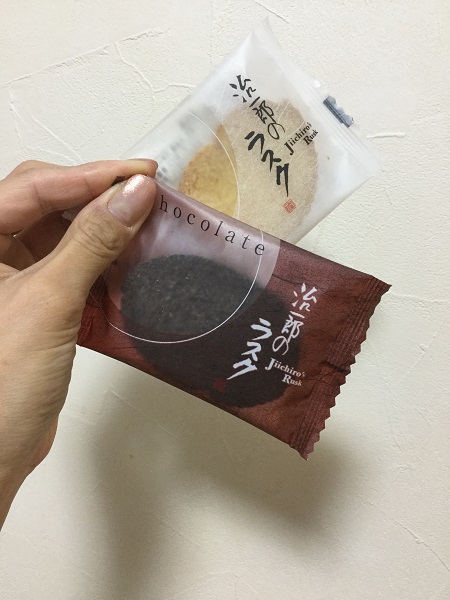 治一郎の
ラスク
Jiichiro's
Rusk
hocolate
治一郎の
ラスク
Jiichiro's
Rusk